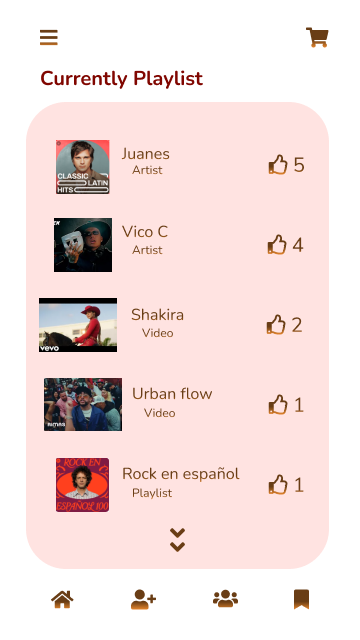 Currently Playlist
CLASSIC
LATIN
HITS
Juanes
Artist
5
Vico C
Artist
4
vevo
Shakira
Video
2
Urban flow
Video
1
ROCK EN
ESPAÑOL 100
Rock en español
Playlist
1